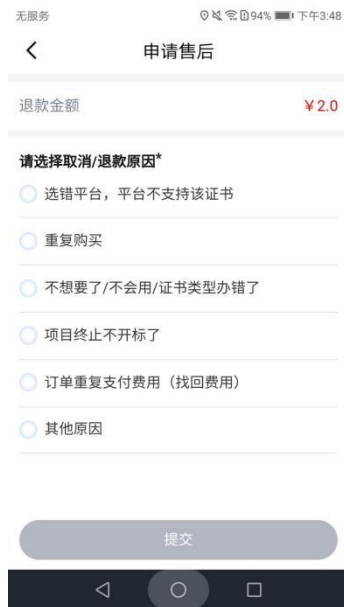 无服务 94% 下午3:48
申请售后
退款金额 ¥2.0
请选择取消/退款原因*
选错平台，平台不支持该证书
重复购买
不想要了/不会用/证书类型办错了
项目终止不开标了
订单重复支付费用（找回费用）
其他原因
提交